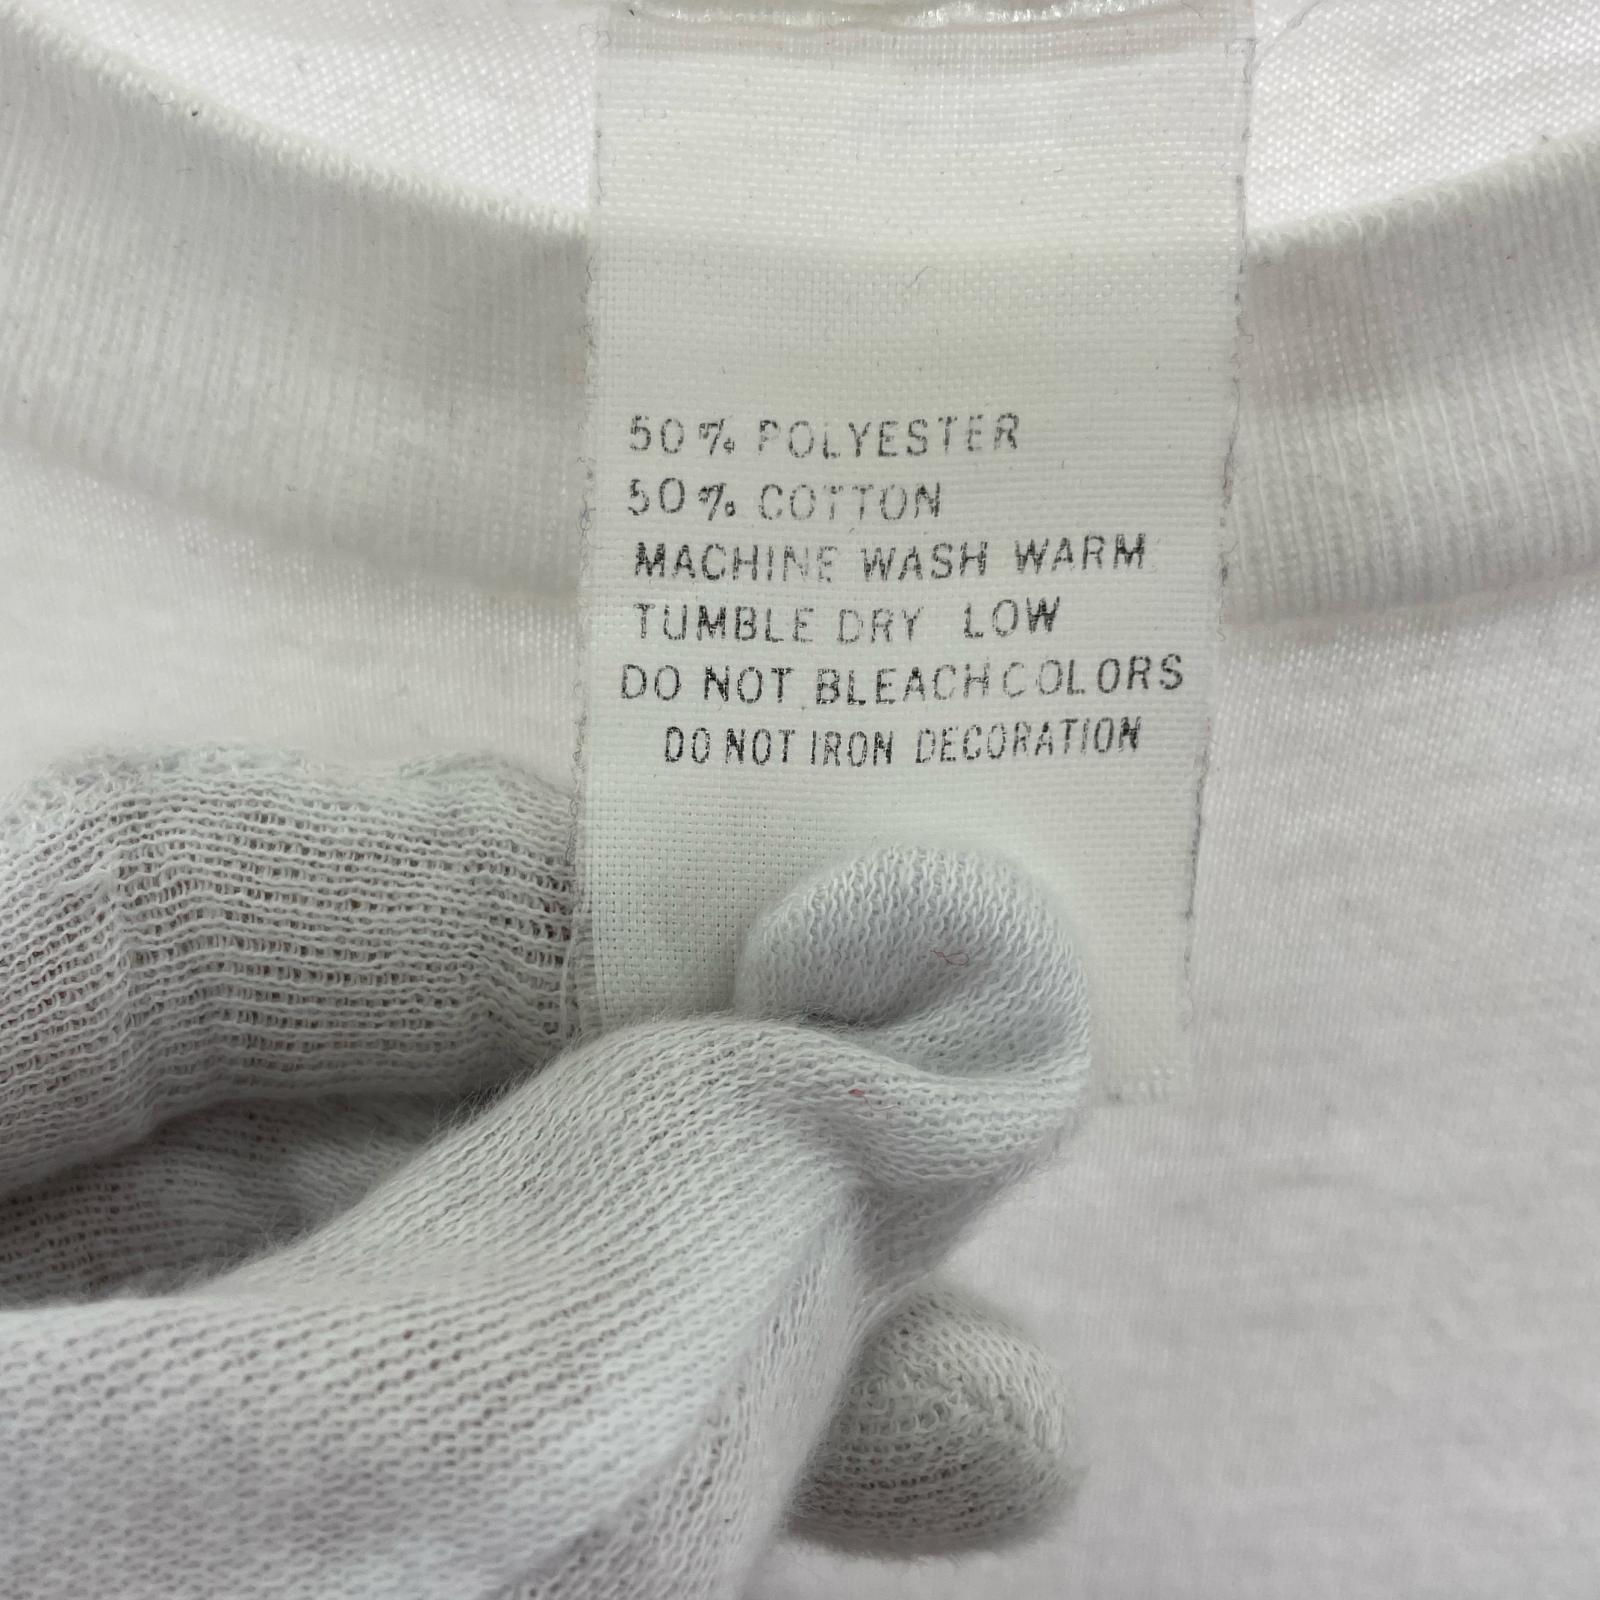 50% POLYESTER
50% COTTON
MACHINE WASH WARM
TUMBLE DRY LOW
DO NOT BLEACH COLORS
DO NOT IRON DECORATION